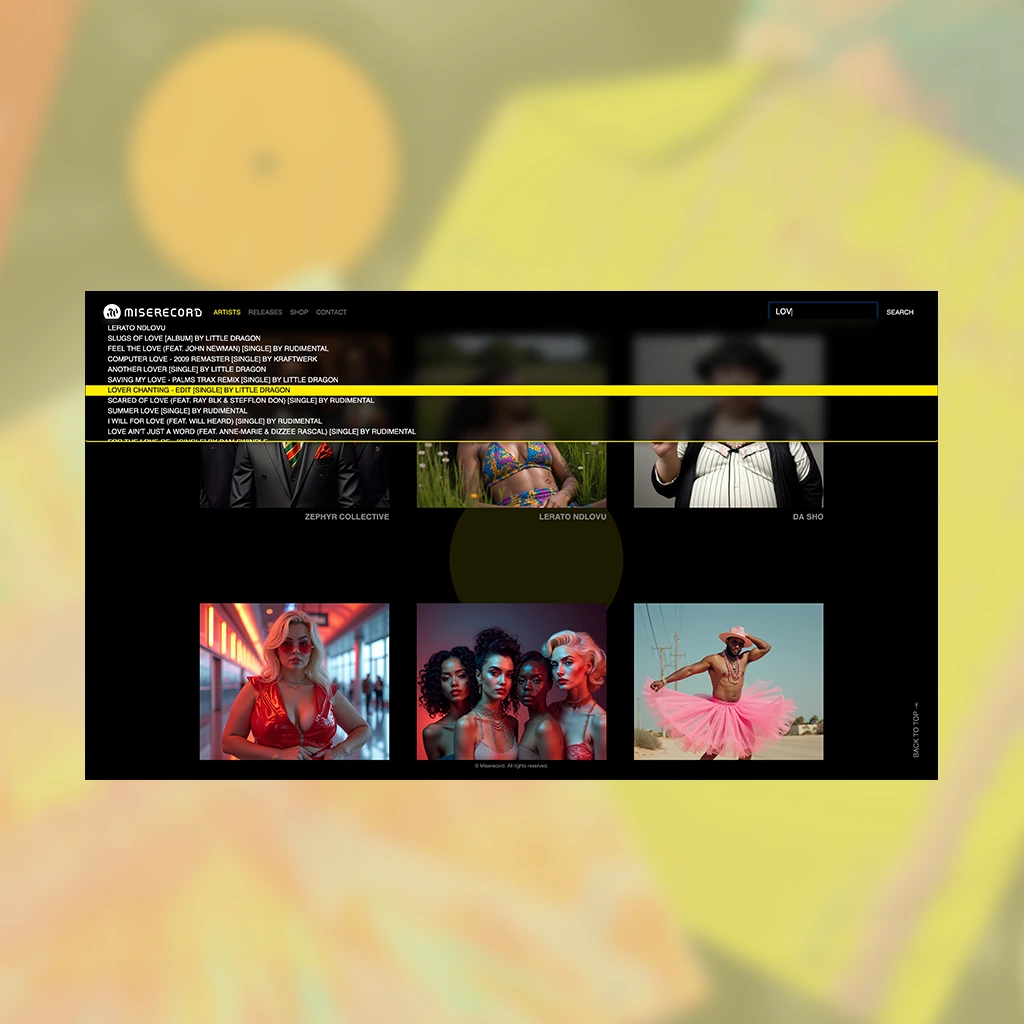 MISERECORD ARTISTS RELEASES SHOP CONTACT LOV SEARCH
LERATO NDLOVU
SLUGS OF LOVE [ALBUM] BY LITTLE DRAGON
FEEL THE LOVE (FEAT. JOHN NEWMAN) [SINGLE] BY RUDIMENTAL
COMPUTER LOVE - 2009 REMASTER [SINGLE] BY KRAFTWERK
ANOTHER LOVER [SINGLE] BY LITTLE DRAGON
SAVING MY LOVE - PALMS TRAX REMIX [SINGLE] BY LITTLE DRAGON
LOVER CHANTING - EDIT [SINGLE] BY LITTLE DRAGON
SCARED OF LOVE (FEAT. RAY BLK & STEFFLON DON) [SINGLE] BY RUDIMENTAL
SUMMER LOVE [SINGLE] BY RUDIMENTAL
I WILL FOR LOVE (FEAT. WILL HEARD) [SINGLE] BY RUDIMENTAL
LOVE AIN'T JUST A WORD (FEAT. ANNE-MARIE & DIZZEE RASCAL) [SINGLE] BY RUDIMENTAL
ZEPHYR COLLECTIVE LERATO NDLOVU DA SHO
BACK TO TOP
© Miserecord. All rights reserved.